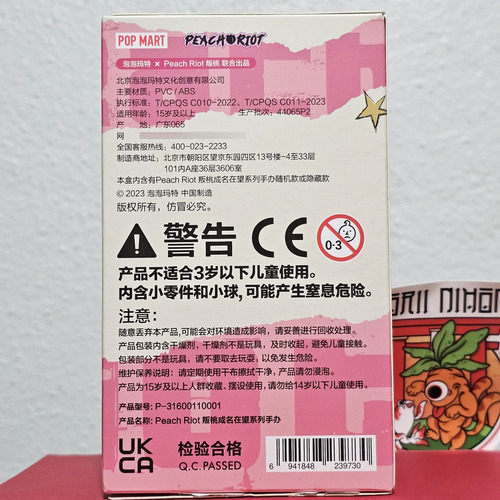 POP MART PEACH RIOT
泡泡玛特 × Peach Riot 叛桃 联合出品
北京泡泡玛特文化创意有限公司
主要材质：PVC / ABS
执行标准：T/CPQS C010-2022、T/CPQS C011-2023
适用年龄：15岁及以上 生产批次：44065P2
产 地：广东065
网
全国客服热线：400-023-2233
制造商地址：北京市朝阳区望京东园四区13号楼-4至33层
101内A座36层3606室
本盒内含有Peach Riot 叛桃成名在望系列手办随机款或隐藏款
© 2023 泡泡玛特 中国制造
版权所有，仿冒必究。
警告 CE 0-3
产品不适合3岁以下儿童使用。
内含小零件和小球，可能产生窒息危险。
注意：
随意丢弃本产品，可能会对环境造成影响，请妥善进行回收处理。
产品包装内含干燥剂，干燥剂不是玩具，及时收起，避免儿童接触。
包装部分不是玩具，请不要取去玩耍，以免发生危险。
维护保养说明：请定期使用干布擦拭干净，产品请勿浸泡。
产品为15岁及以上人群收藏、摆设使用，请勿给14岁以下儿童使用。
产品型号：P-31600110001
产品名称：Peach Riot 叛桃成名在望系列手办
UK
CA
检验合格
Q.C.PASSED
6 941848 239730